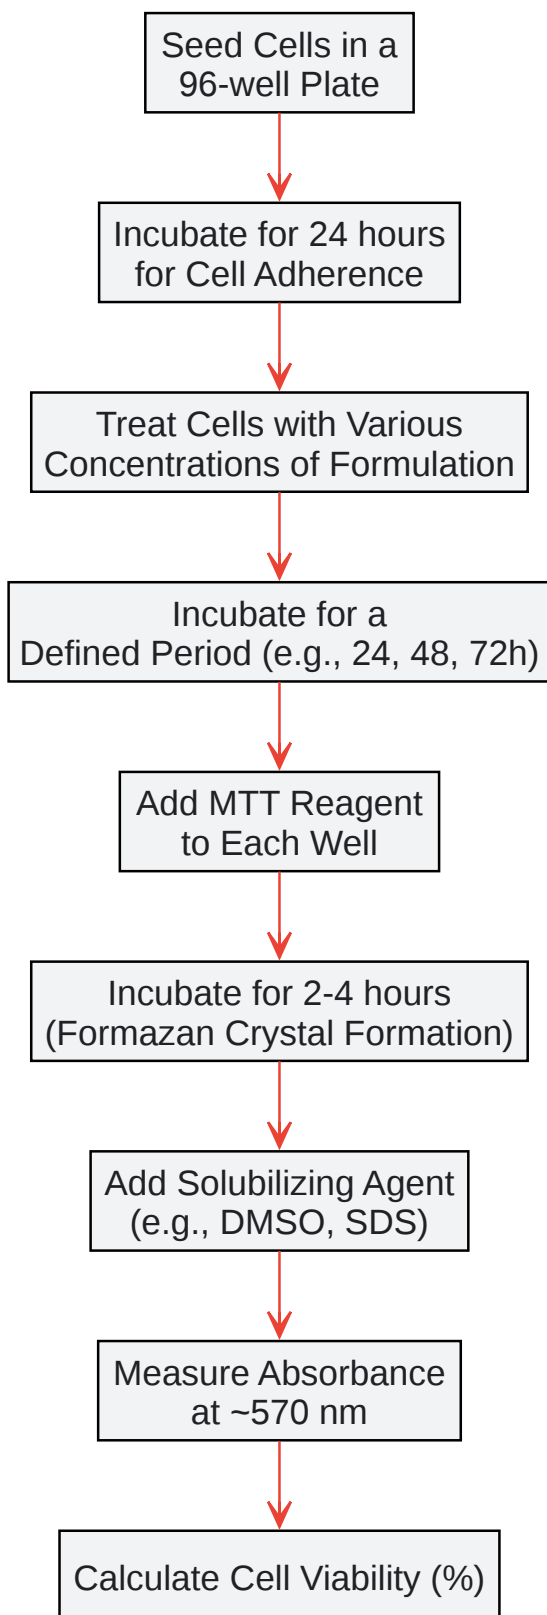 Seed Cells in a
96-well Plate
Incubate for 24 hours
for Cell Adherence
Treat Cells with Various
Concentrations of Formulation
Incubate for a
Defined Period (e.g., 24, 48, 72h)
Add MTT Reagent
to Each Well
Incubate for 2-4 hours
(Formazan Crystal Formation)
Add Solubilizing Agent
(e.g., DMSO, SDS)
Measure Absorbance
at ~570 nm
Calculate Cell Viability (%)